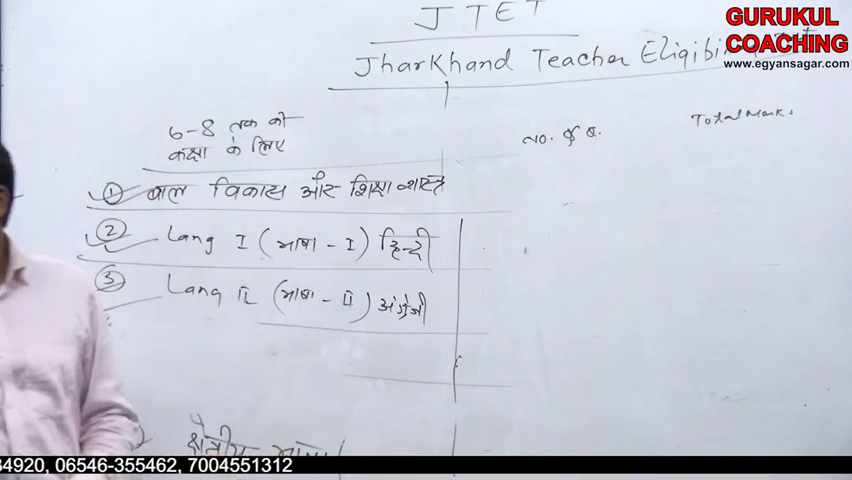 JTET
GURUKUL
COACHING
www.egyansagar.com
Jharkhand Teacher
6-8 तक की
कक्षा के लिए
No. of Q.
Total Marks
① बाल विकास और शिक्षा शास्त्र
② Lang I (भाषा - I) हिन्दी
③ Lang II (भाषा - II) अंग्रेजी
क्षेत्रीय भाषा
34920, 06546-355462, 7004551312